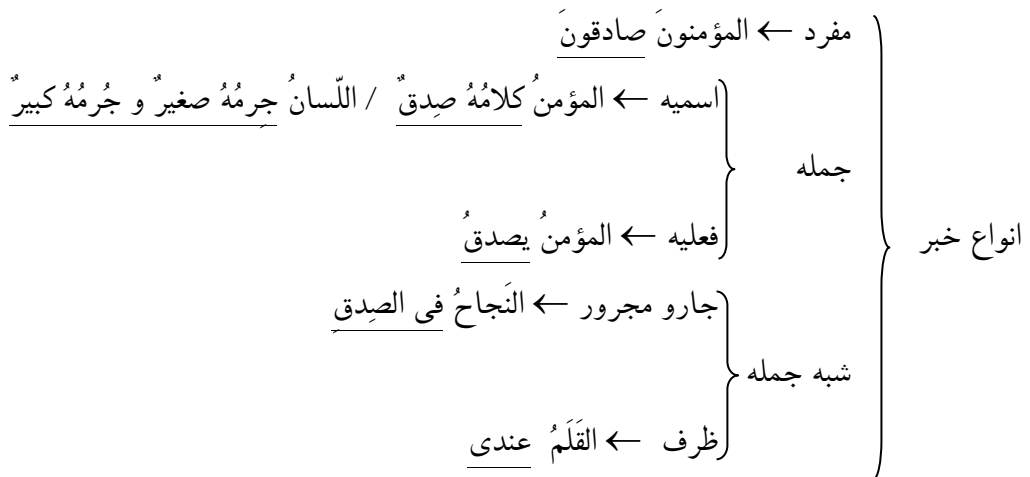 مفرد ← المؤمنونَ صادقونَ
اسمیه ← المؤمنُ کلامُهُ صِدقٌ / اللّسانُ جِرمُهُ صغیرٌ و جُرمُهُ کبیرٌ
جمله
انواع خبر
فعلیه ← المؤمنُ یصدقُ
جارو مجرور ← النَجاحُ فی الصِدقِ
شبه جمله
ظرف ← القَلَمُ عندی